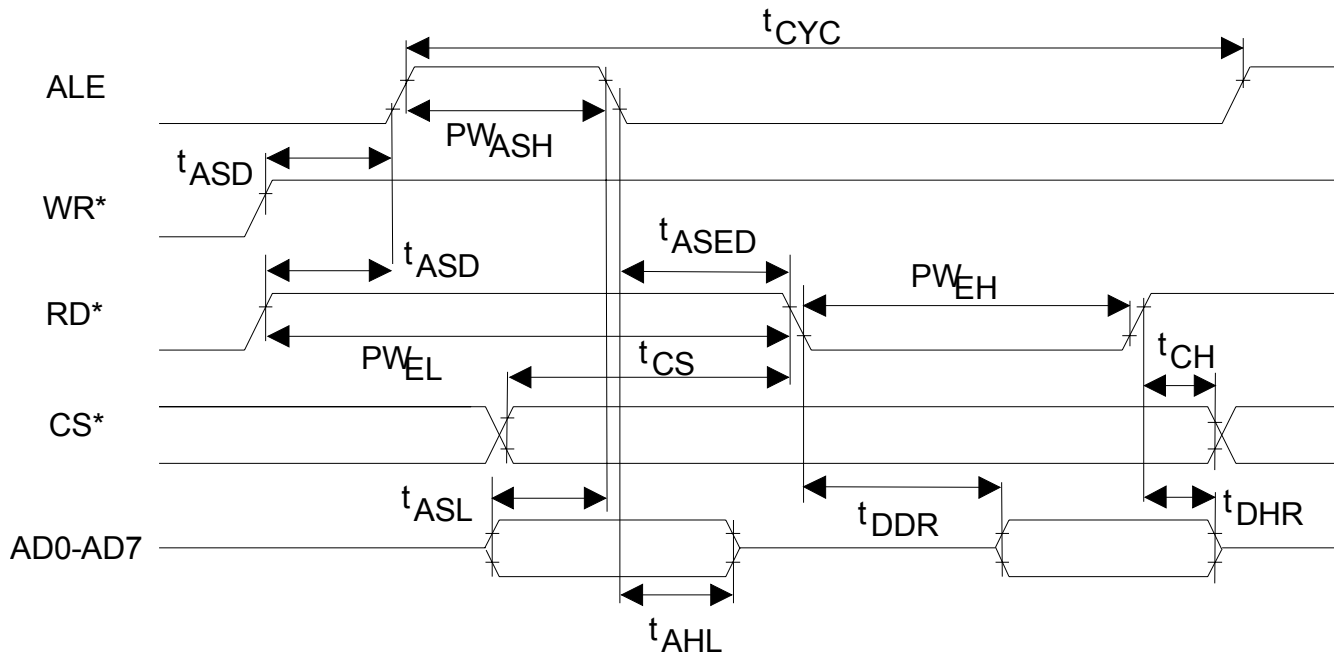 tCYC
ALE
PWASH
tASD
WR*
tASED
tASD
PWEH
RD*
PWEL
tCS
tCH
CS*
tASL
tDDR
tDHR
AD0-AD7
tAHL